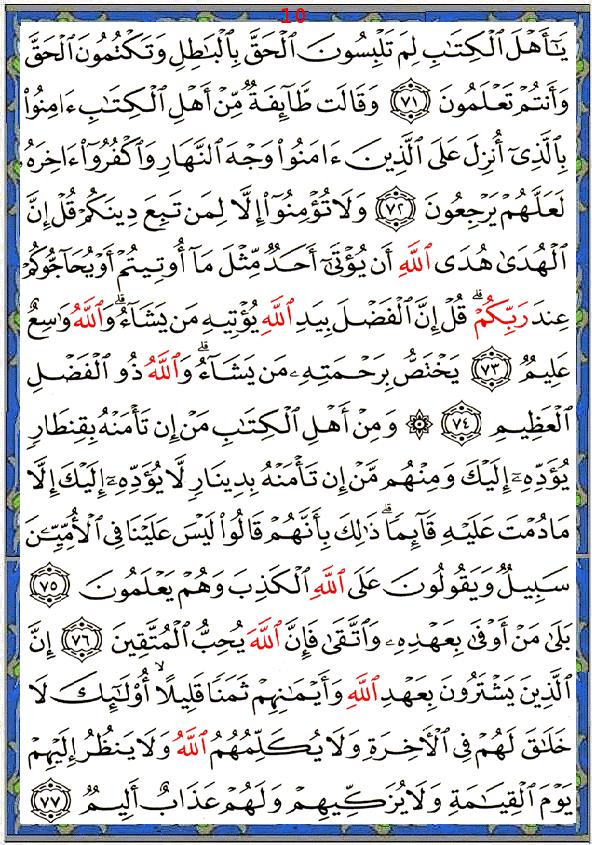 10
يَٰٓأَهْلَ ٱلْكِتَٰبِ لِمَ تَلْبِسُونَ ٱلْحَقَّ بِٱلْبَٰطِلِ وَتَكْتُمُونَ ٱلْحَقَّ
وَأَنتُمْ تَعْلَمُونَ ٧١ وَقَالَت طَّآئِفَةٌ مِّنْ أَهْلِ ٱلْكِتَٰبِ ءَامِنُوا۟
بِٱلَّذِىٓ أُنزِلَ عَلَى ٱلَّذِينَ ءَامَنُوا۟ وَجْهَ ٱلنَّهَارِ وَٱكْفُرُوٓا۟ ءَاخِرَهُۥ
لَعَلَّهُمْ يَرْجِعُونَ ٧٢ وَلَا تُؤْمِنُوٓا۟ إِلَّا لِمَن تَبِعَ دِينَكُمْ قُلْ إِنَّ
ٱلْهُدَىٰ هُدَى ٱللَّهِ أَن يُؤْتَىٰٓ أَحَدٌ مِّثْلَ مَآ أُوتِيتُمْ أَوْ يُحَآجُّوكُمْ
عِندَ رَبِّكُمْ ۗ قُلْ إِنَّ ٱلْفَضْلَ بِيَدِ ٱللَّهِ يُؤْتِيهِ مَن يَشَآءُ ۗ وَٱللَّهُ وَٰسِعٌ
عَلِيمٌ ٧٣ يَخْتَصُّ بِرَحْمَتِهِۦ مَن يَشَآءُ ۗ وَٱللَّهُ ذُو ٱلْفَضْلِ
ٱلْعَظِيمِ ٧٤ ۞ وَمِنْ أَهْلِ ٱلْكِتَٰبِ مَنْ إِن تَأْمَنْهُ بِقِنطَارٍ
يُؤَدِّهِۦٓ إِلَيْكَ وَمِنْهُم مَّنْ إِن تَأْمَنْهُ بِدِينَارٍ لَّا يُؤَدِّهِۦٓ إِلَيْكَ إِلَّا
مَا دُمْتَ عَلَيْهِ قَآئِمًا ۗ ذَٰلِكَ بِأَنَّهُمْ قَالُوا۟ لَيْسَ عَلَيْنَا فِى ٱلْأُمِّيِّـۧنَ
سَبِيلٌ وَيَقُولُونَ عَلَى ٱللَّهِ ٱلْكَذِبَ وَهُمْ يَعْلَمُونَ ٧٥
بَلَىٰ مَنْ أَوْفَىٰ بِعَهْدِهِۦ وَٱتَّقَىٰ فَإِنَّ ٱللَّهَ يُحِبُّ ٱلْمُتَّقِينَ ٧٦ إِنَّ
ٱلَّذِينَ يَشْتَرُونَ بِعَهْدِ ٱللَّهِ وَأَيْمَٰنِهِمْ ثَمَنًا قَلِيلًا ۙ أُو۟لَٰٓئِكَ لَا
خَلَٰقَ لَهُمْ فِى ٱلْءَاخِرَةِ وَلَا يُكَلِّمُهُمُ ٱللَّهُ وَلَا يَنظُرُ إِلَيْهِمْ
يَوْمَ ٱلْقِيَٰمَةِ وَلَا يُزَكِّيهِمْ وَلَهُمْ عَذَابٌ أَلِيمٌ ٧٧